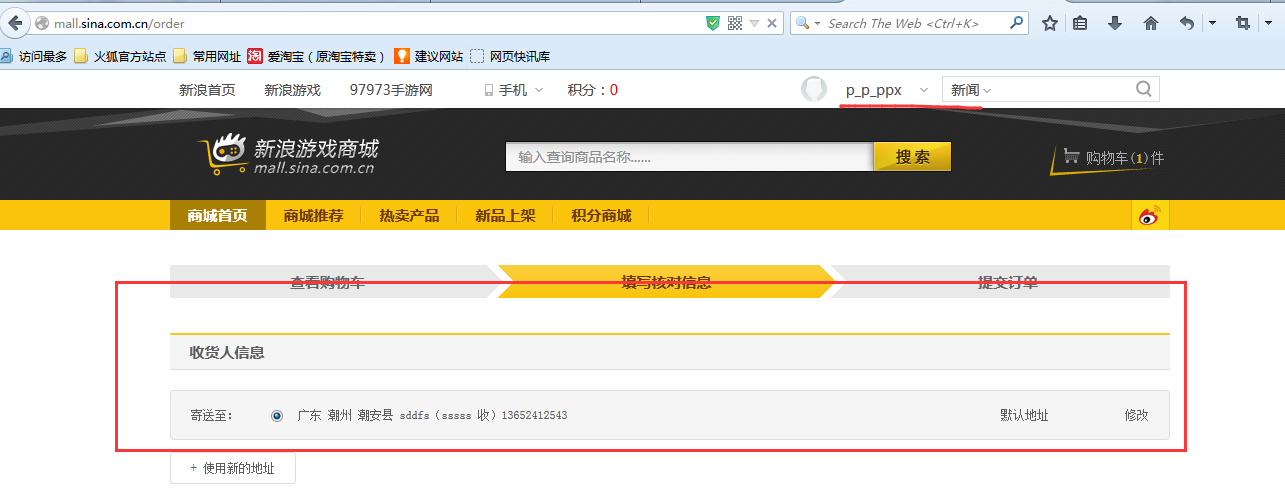 mall.sina.com.cn/order
Search The Web <Ctrl+K>
访问最多 火狐官方站点 常用网址 淘 爱淘宝（原淘宝特卖） 建议网站 网页快讯库
新浪首页 新浪游戏 97973手游网 手机 积分：0 p_p_ppx 新闻
新浪游戏商城
mall.sina.com.cn
输入查询商品名称......
搜索
购物车(1)件
商城首页 商城推荐 热卖产品 新品上架 积分商城
查看购物车 填写核对信息 提交订单
收货人信息
寄送至： 广东 潮州 潮安县 sddfs（sssss 收）13652412543 默认地址 修改
+ 使用新的地址